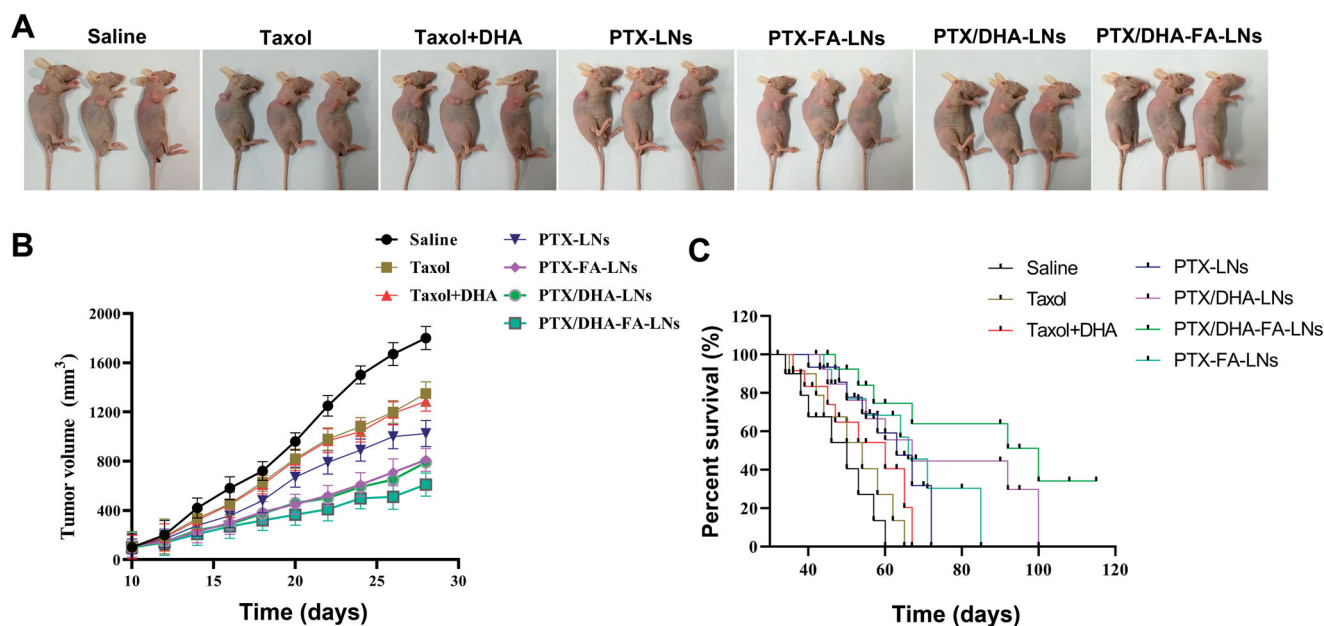 A
Saline Taxol Taxol+DHA PTX-LNs PTX-FA-LNs PTX/DHA-LNs PTX/DHA-FA-LNs
B
Saline
Taxol
Taxol+DHA
PTX-LNs
PTX-FA-LNs
PTX/DHA-LNs
PTX/DHA-FA-LNs
Tumor volume (mm³)
2000
1600
1200
800
400
0
10 15 20 25 30
Time (days)
C
Saline
Taxol
Taxol+DHA
PTX-LNs
PTX/DHA-LNs
PTX/DHA-FA-LNs
PTX-FA-LNs
Percent survival (%)
120
100
80
60
40
20
0
40 60 80 100 120
Time (days)